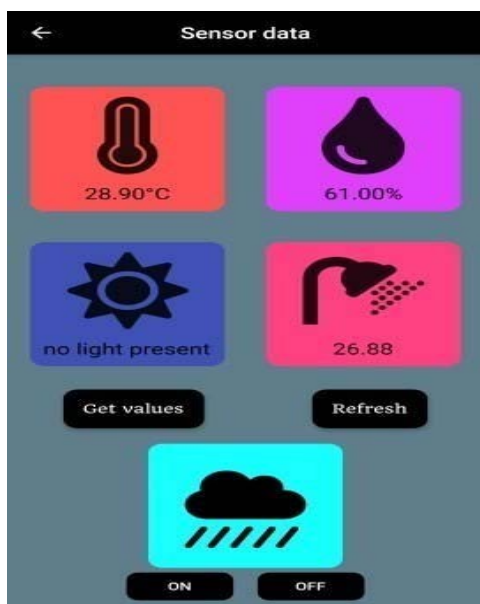 Sensor data
28.90°C
61.00%
no light present
26.88
Get values
Refresh
ON
OFF